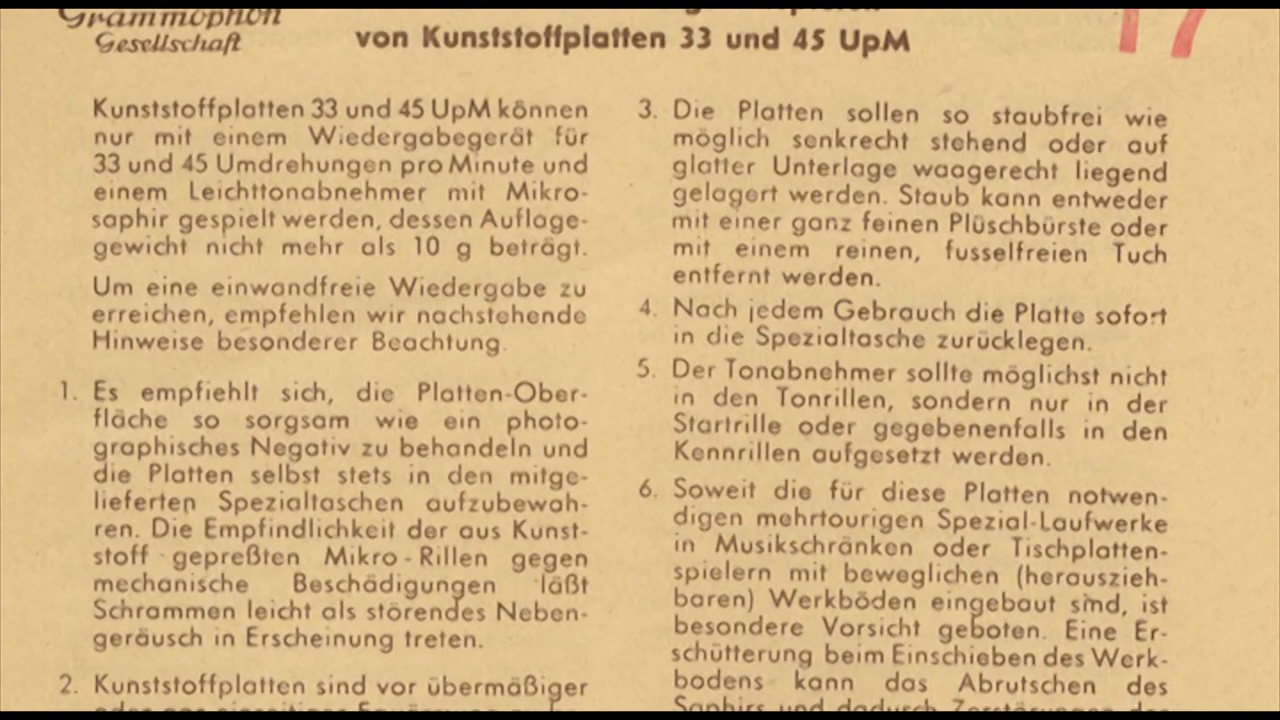 Grammophon
Gesellschaft
von Kunststoffplatten 33 und 45 UpM
17
Kunststoffplatten 33 und 45 UpM können
nur mit einem Wiedergabegerät für
33 und 45 Umdrehungen pro Minute und
einem Leichttonabnehmer mit Mikro-
saphir gespielt werden, dessen Auflage-
gewicht nicht mehr als 10 g beträgt.
Um eine einwandfreie Wiedergabe zu
erreichen, empfehlen wir nachstehende
Hinweise besonderer Beachtung.
1. Es empfiehlt sich, die Platten-Ober-
fläche so sorgsam wie ein photo-
graphisches Negativ zu behandeln und
die Platten selbst stets in den mitge-
lieferten Spezialtaschen aufzubewah-
ren. Die Empfindlichkeit der aus Kunst-
stoff gepreßten Mikro-Rillen gegen
mechanische Beschädigungen läßt
Schrammen leicht als störendes Neben-
geräusch in Erscheinung treten.
2. Kunststoffplatten sind vor übermäßiger
3. Die Platten sollen so staubfrei wie
möglich senkrecht stehend oder auf
glatter Unterlage waagerecht liegend
gelagert werden. Staub kann entweder
mit einer ganz feinen Plüschbürste oder
mit einem reinen, fusselfreien Tuch
entfernt werden.
4. Nach jedem Gebrauch die Platte sofort
in die Spezialtasche zurücklegen.
5. Der Tonabnehmer sollte möglichst nicht
in den Tonrillen, sondern nur in der
Startrille oder gegebenenfalls in den
Kennrillen aufgesetzt werden.
6. Soweit die für diese Platten notwen-
digen mehrtourigen Spezial-Laufwerke
in Musikschränken oder Tischplatten-
spielern mit beweglichen (herauszieh-
baren) Werkböden eingebaut sind, ist
besondere Vorsicht geboten. Eine Er-
schütterung beim Einschieben des Werk-
bodens kann das Abrutschen des
Saphirs und dadurch Zerstörungen der